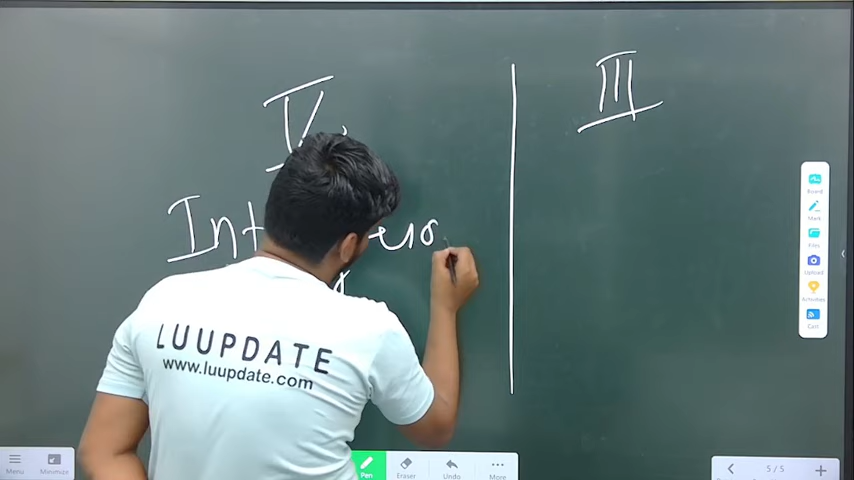 III
LUUPDATE
www.luupdate.com
Board
Mark
Files
Upload
Activities
Cast
Menu
Minimize
Pen
Eraser
Undo
More
5/5